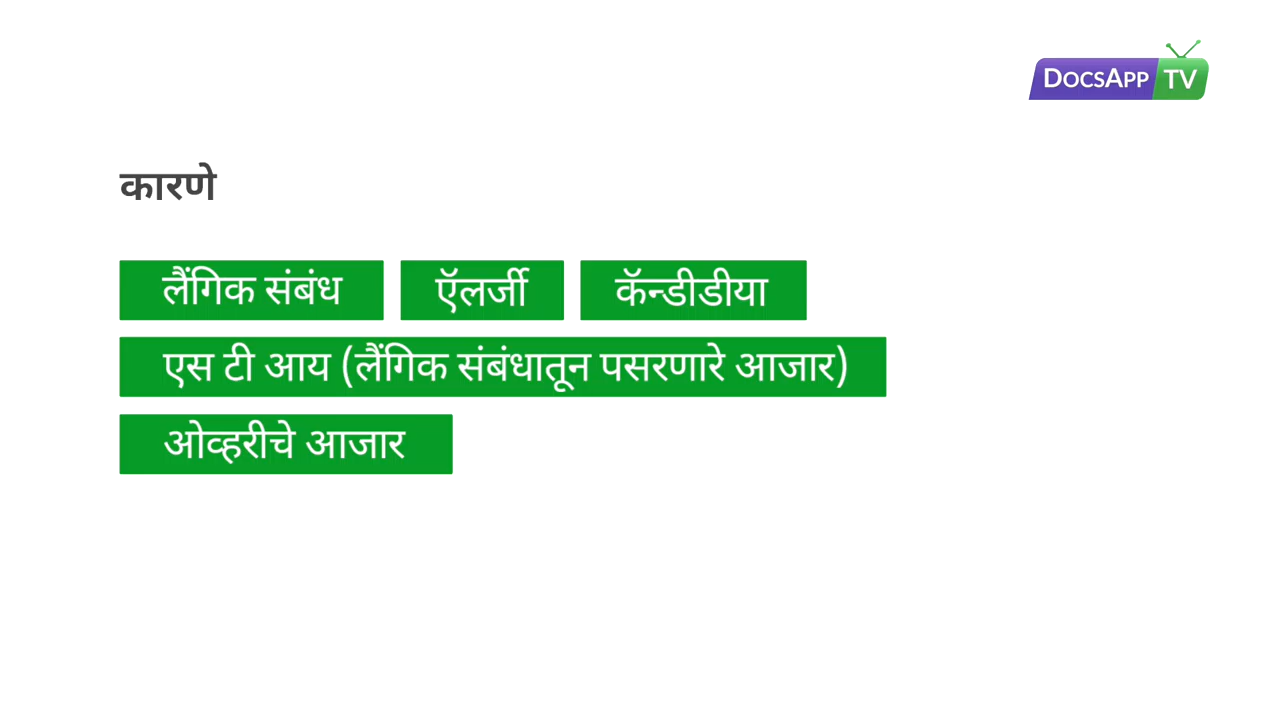 DOCSAPP TV
कारणे
लैंगिक संबंध ऍलर्जी कॅन्डीडीया
एस टी आय (लैंगिक संबंधातून पसरणारे आजार)
ओव्हरीचे आजार